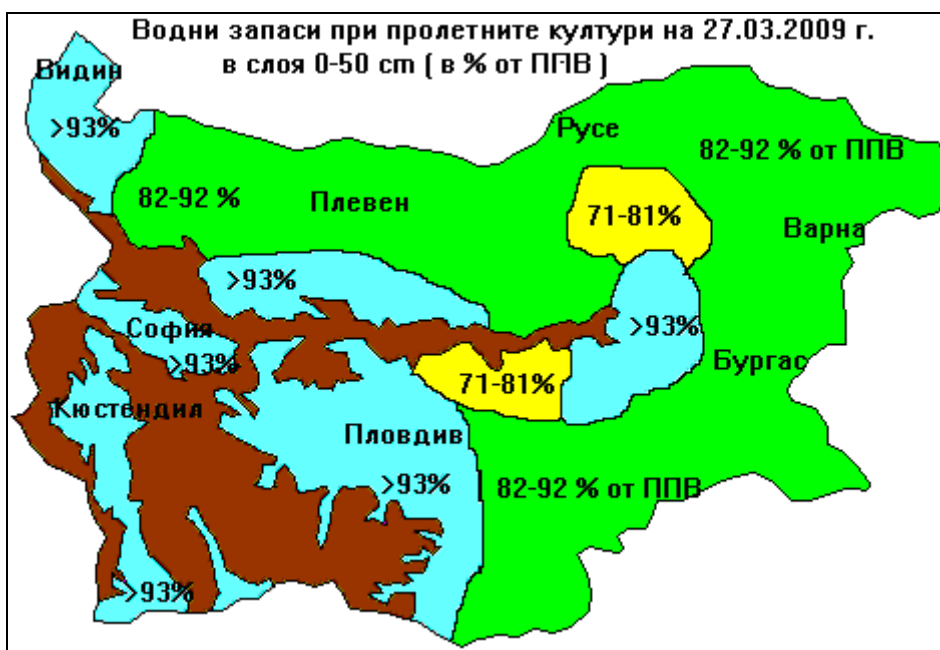 Водни запаси при пролетните култури на 27.03.2009 г.
в слоя 0-50 cm ( в % от ППВ )
Видин
>93%
Русе
82-92 % от ППВ
82-92 %
Плевен
71-81%
Варна
>93%
София
>93%
>93%
71-81%
Бургас
Кюстендил
Пловдив
>93%
82-92 % от ППВ
>93%